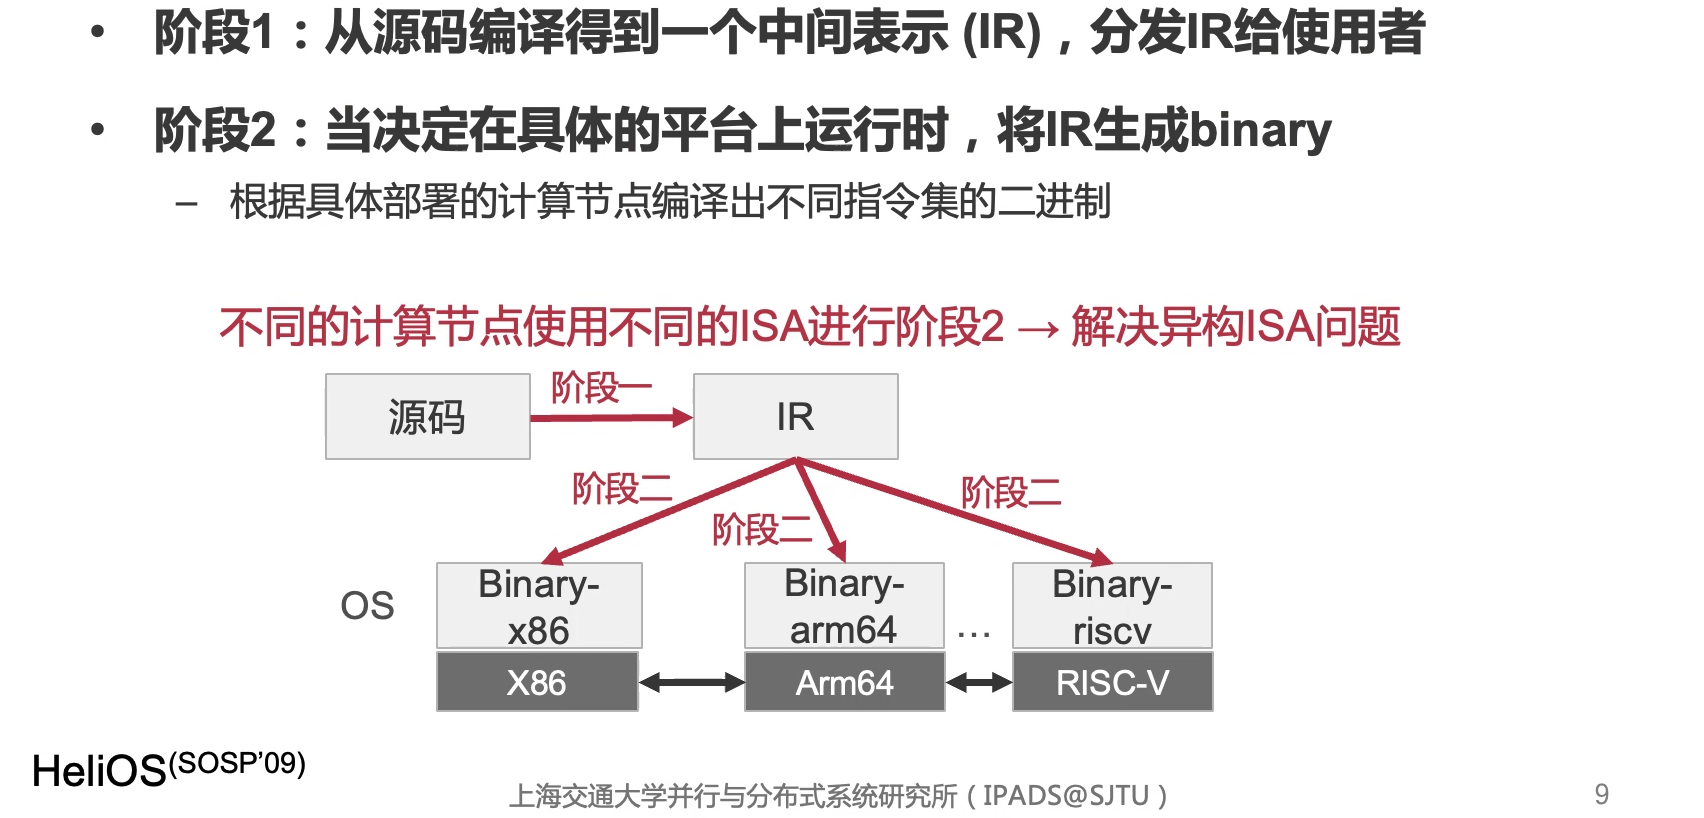 • 阶段1：从源码编译得到一个中间表示 (IR)，分发IR给使用者
• 阶段2：当决定在具体的平台上运行时，将IR生成binary
– 根据具体部署的计算节点编译出不同指令集的二进制
不同的计算节点使用不同的ISA进行阶段2 → 解决异构ISA问题
源码
阶段一
IR
阶段二
阶段二
阶段二
OS
Binary-
x86
Binary-
arm64
…
Binary-
riscv
X86
Arm64
RISC-V
HeliOS(SOSP’09)
上海交通大学并行与分布式系统研究所（IPADS@SJTU）
9